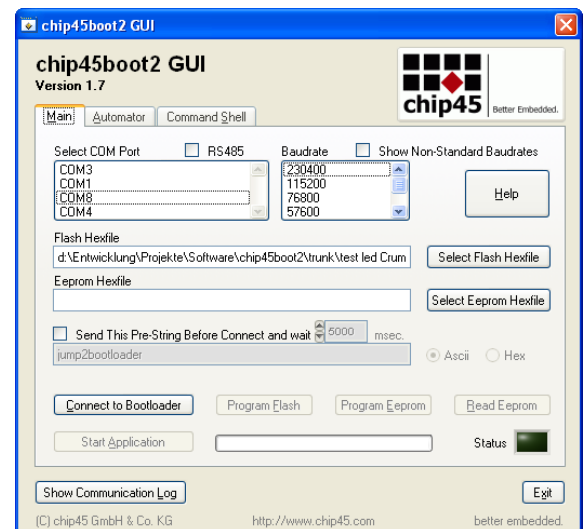 chip45boot2 GUI
chip45boot2 GUI
Version 1.7
chip45 Better Embedded.
Main Automator Command Shell
Select COM Port RS485 Baudrate Show Non-Standard Baudrates
COM3 230400
COM1 115200
COM8 76800
COM4 57600
Help
Flash Hexfile
d:\Entwicklung\Projekte\Software\chip45boot2\trunk\test led Crum Select Flash Hexfile
Eeprom Hexfile
Select Eeprom Hexfile
Send This Pre-String Before Connect and wait 5000 msec.
jump2bootloader Ascii Hex
Connect to Bootloader Program Flash Program Eeprom Read Eeprom
Start Application Status
Show Communication Log Exit
(C) chip45 GmbH & Co. KG http://www.chip45.com better embedded.